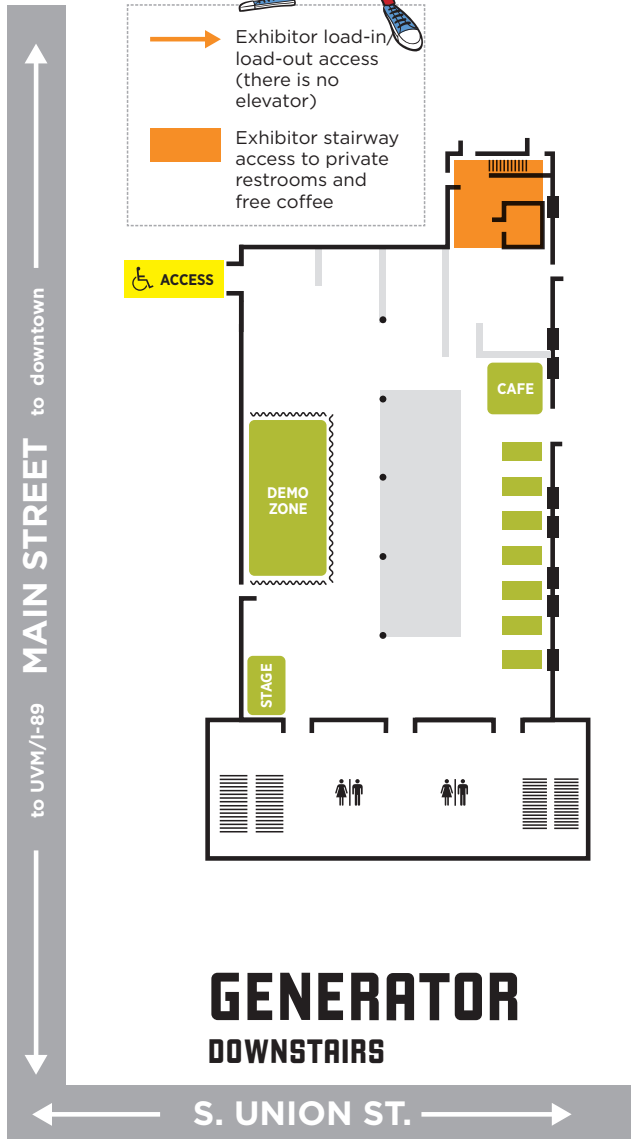 Exhibitor load-in/
load-out access
(there is no
elevator)
Exhibitor stairway
access to private
restrooms and
free coffee
ACCESS
CAFE
DEMO
ZONE
STAGE
to UVM/I-89 MAIN STREET to downtown
GENERATOR
DOWNSTAIRS
S. UNION ST.